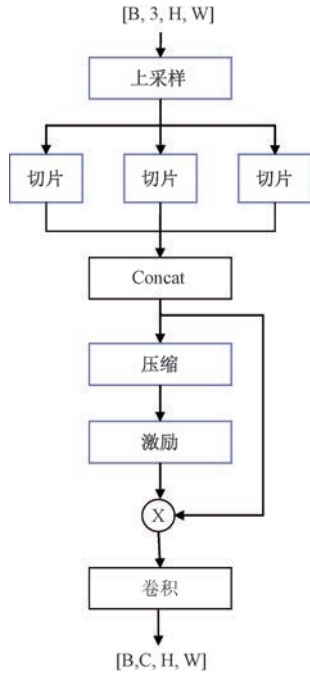 [B, 3, H, W]
上采样
切片 切片 切片
Concat
压缩
激励
X
卷积
[B,C, H, W]